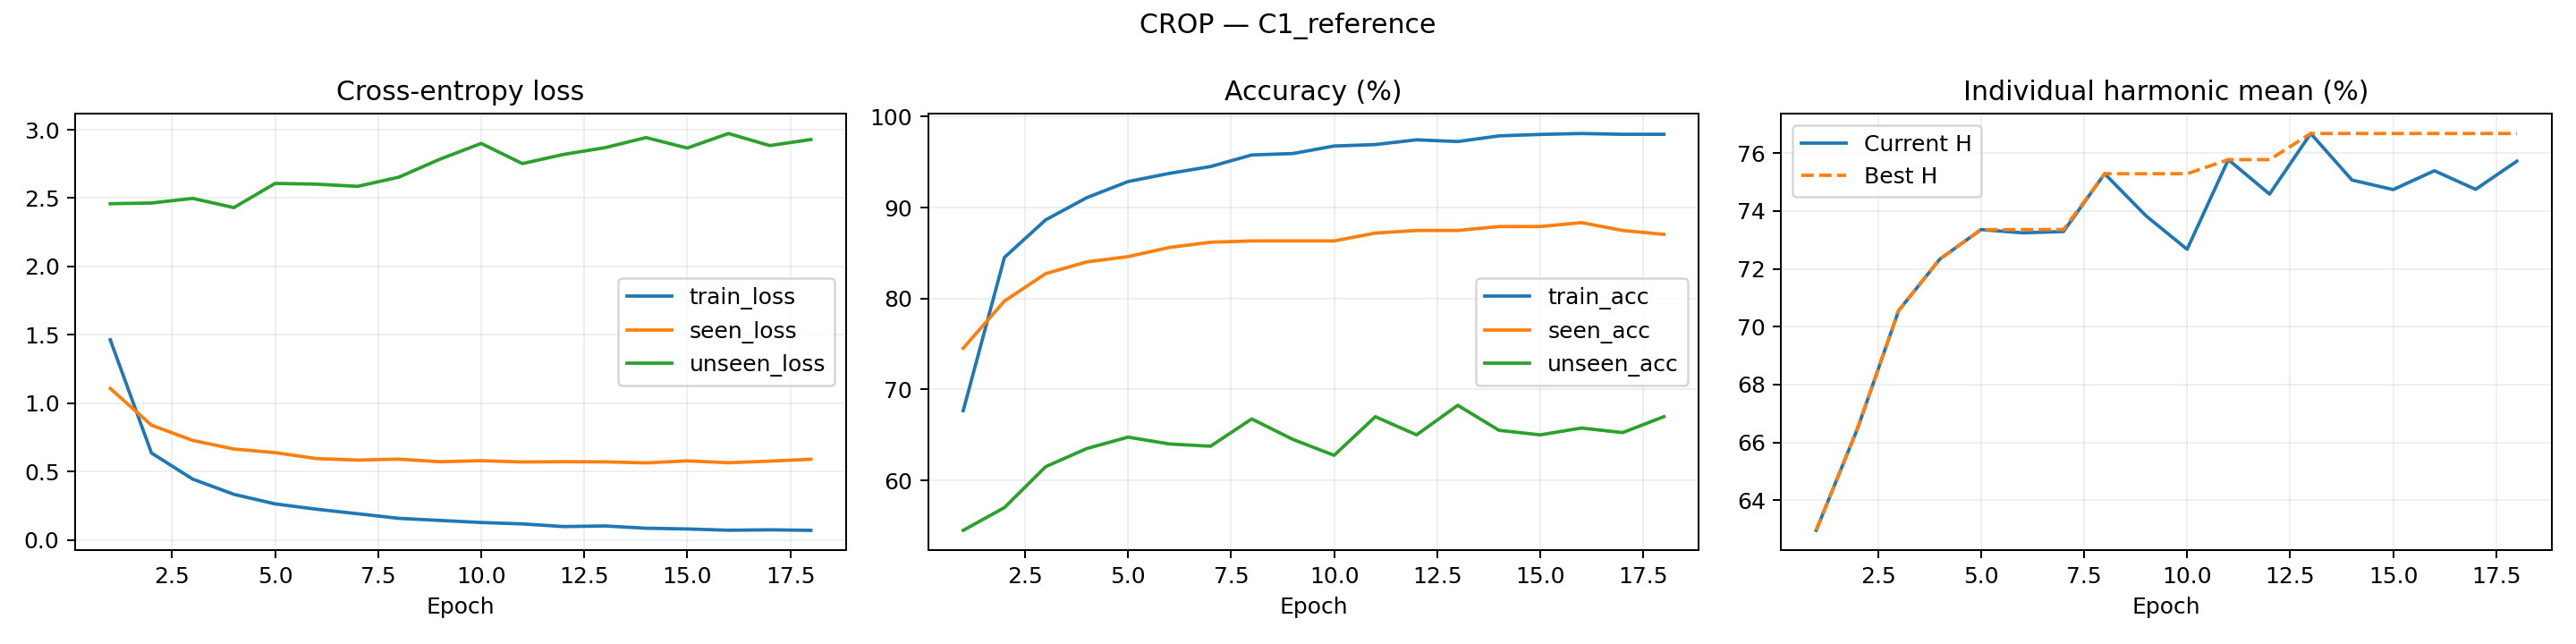 CROP — C1_reference
Cross-entropy loss
3.0
2.5
2.0
1.5
1.0
0.5
0.0
train_loss
seen_loss
unseen_loss
2.5 5.0 7.5 10.0 12.5 15.0 17.5
Epoch
Accuracy (%)
100
90
80
70
60
train_acc
seen_acc
unseen_acc
2.5 5.0 7.5 10.0 12.5 15.0 17.5
Epoch
Individual harmonic mean (%)
Current H
Best H
76
74
72
70
68
66
64
2.5 5.0 7.5 10.0 12.5 15.0 17.5
Epoch